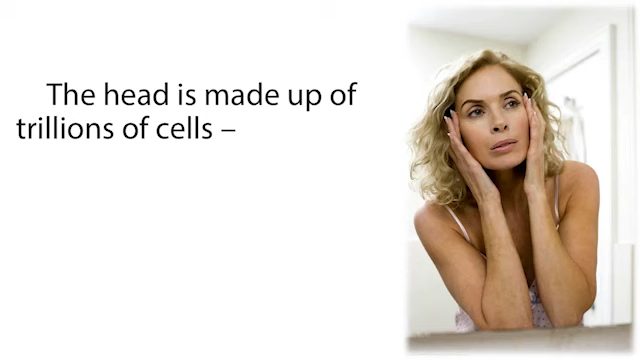 The head is made up of
trillions of cells –